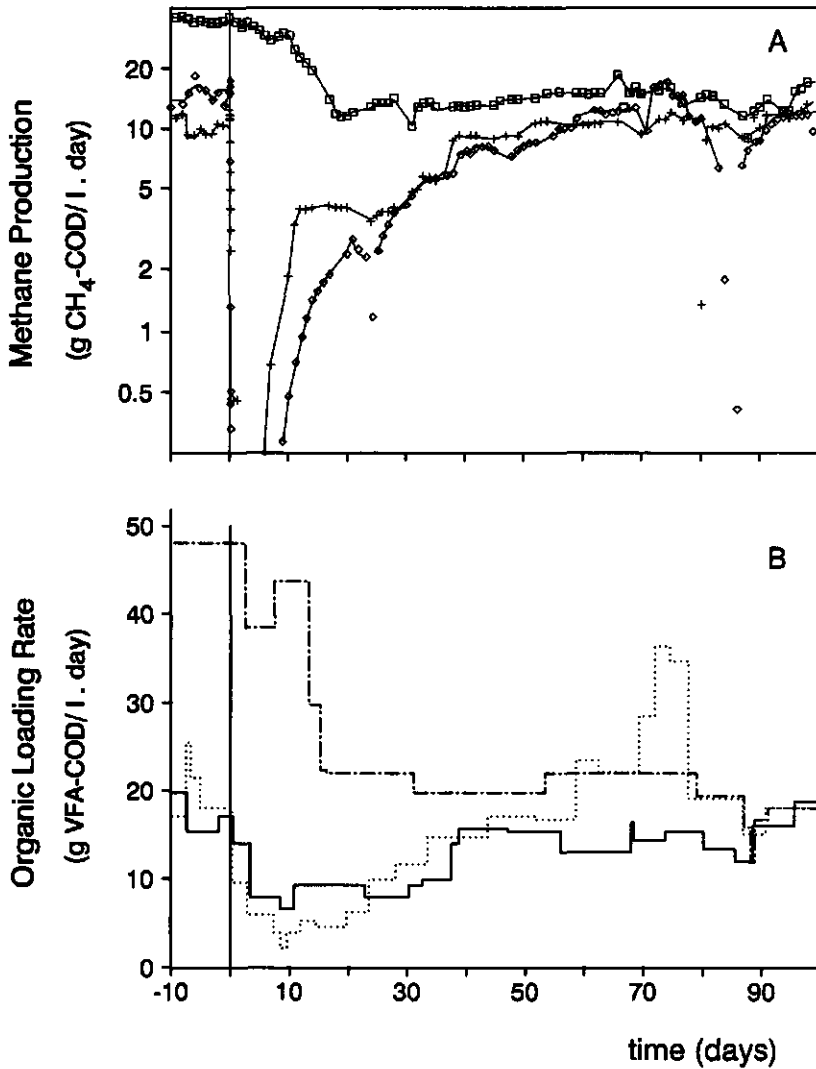 A
Methane Production
(g CH₄-COD/ l . day)
20
10
5
2
1
0.5
B
Organic Loading Rate
(g VFA-COD/ l . day)
50
40
30
20
10
0
-10 10 30 50 70 90
time (days)